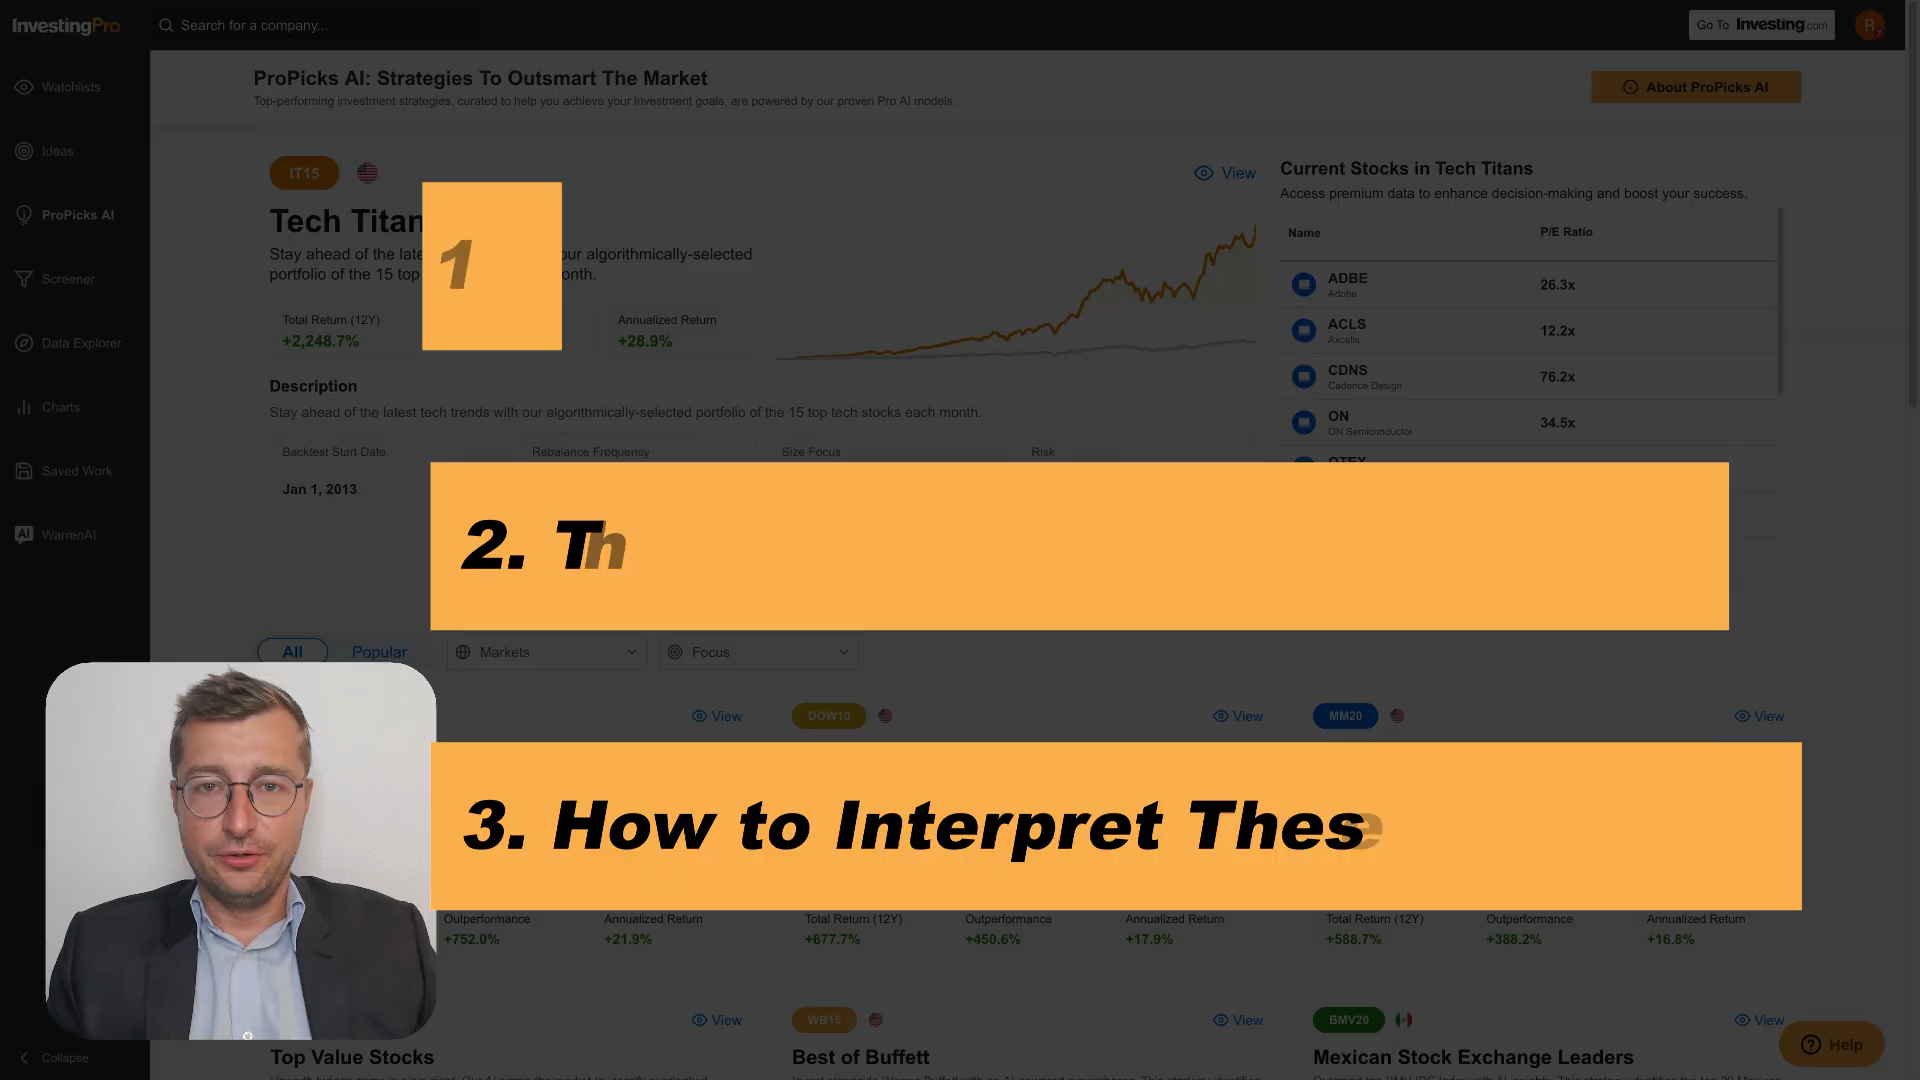 InvestingPro
Search for a company...
Go To Investing.com
R
7
Watchlists
Ideas
ProPicks AI
Screener
Data Explorer
Charts
Saved Work
AI WarrenAI
Collapse
ProPicks AI: Strategies To Outsmart The Market
Top-performing investment strategies, curated to help you achieve your investment goals, are powered by our proven Pro AI models.
About ProPicks AI
IT15
View
Tech Titan
Stay ahead of the late
our algorithmically-selected
portfolio of the 15 top
onth.
1
Total Return (12Y)
+2,248.7%
Annualized Return
+28.9%
Description
Stay ahead of the latest tech trends with our algorithmically-selected portfolio of the 15 top tech stocks each month.
Backtest Start Date
Rebalance Frequency
Size Focus
Risk
Jan 1, 2013
Current Stocks in Tech Titans
Access premium data to enhance decision-making and boost your success.
Name
P/E Ratio
ADBE
Adobe
26.3x
ACLS
Axcelis
12.2x
CDNS
Cadence Design
76.2x
ON
ON Semiconductor
34.5x
2. Th
All
Popular
Markets
Focus
View
DOW10
View
MM20
View
3. How to Interpret These
Outperformance
+752.0%
Annualized Return
+21.9%
Total Return (12Y)
+677.7%
Outperformance
+450.6%
Annualized Return
+17.9%
Total Return (12Y)
+588.7%
Outperformance
+388.2%
Annualized Return
+16.8%
View
WB15
View
BMV20
View
Top Value Stocks
Best of Buffett
Mexican Stock Exchange Leaders
Help